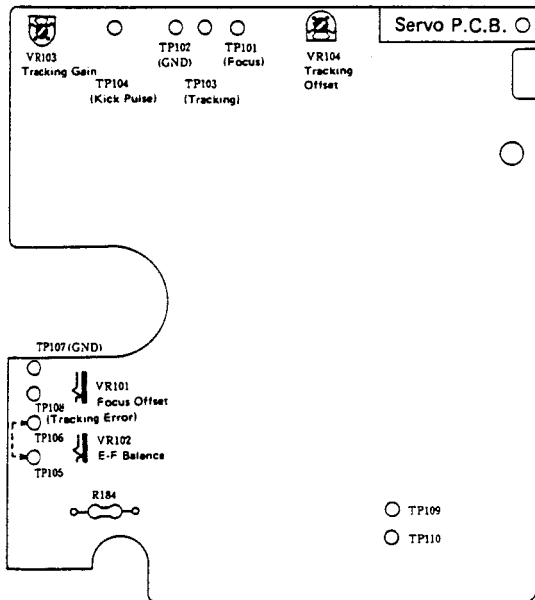 Servo P.C.B.
VR103
Tracking Gain
TP104
(Kick Pulse)
TP102
(GND)
TP103
(Tracking)
TP101
(Focus)
VR104
Tracking
Offset
TP107(GND)
VR101
Focus Offset
TP108
(Tracking Error)
TP106
VR102
E-F Balance
TP105
R184
TP109
TP110